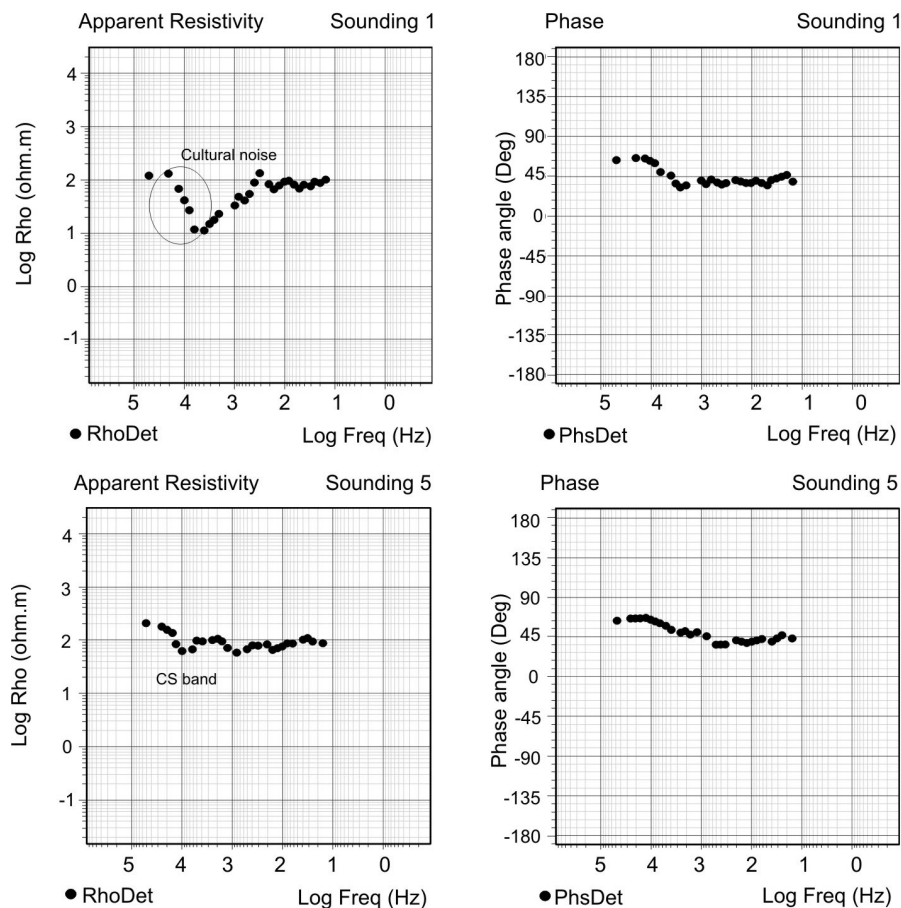 Apparent Resistivity Sounding 1
4
3
2
1
0
-1
Log Rho (ohm.m)
Cultural noise
5 4 3 2 1 0
RhoDet Log Freq (Hz)
Phase Sounding 1
180
135
90
45
0
-45
-90
-135
-180
Phase angle (Deg)
5 4 3 2 1 0
PhsDet Log Freq (Hz)
Apparent Resistivity Sounding 5
4
3
2
1
0
-1
Log Rho (ohm.m)
CS band
5 4 3 2 1 0
RhoDet Log Freq (Hz)
Phase Sounding 5
180
135
90
45
0
-45
-90
-135
-180
Phase angle (Deg)
5 4 3 2 1 0
PhsDet Log Freq (Hz)